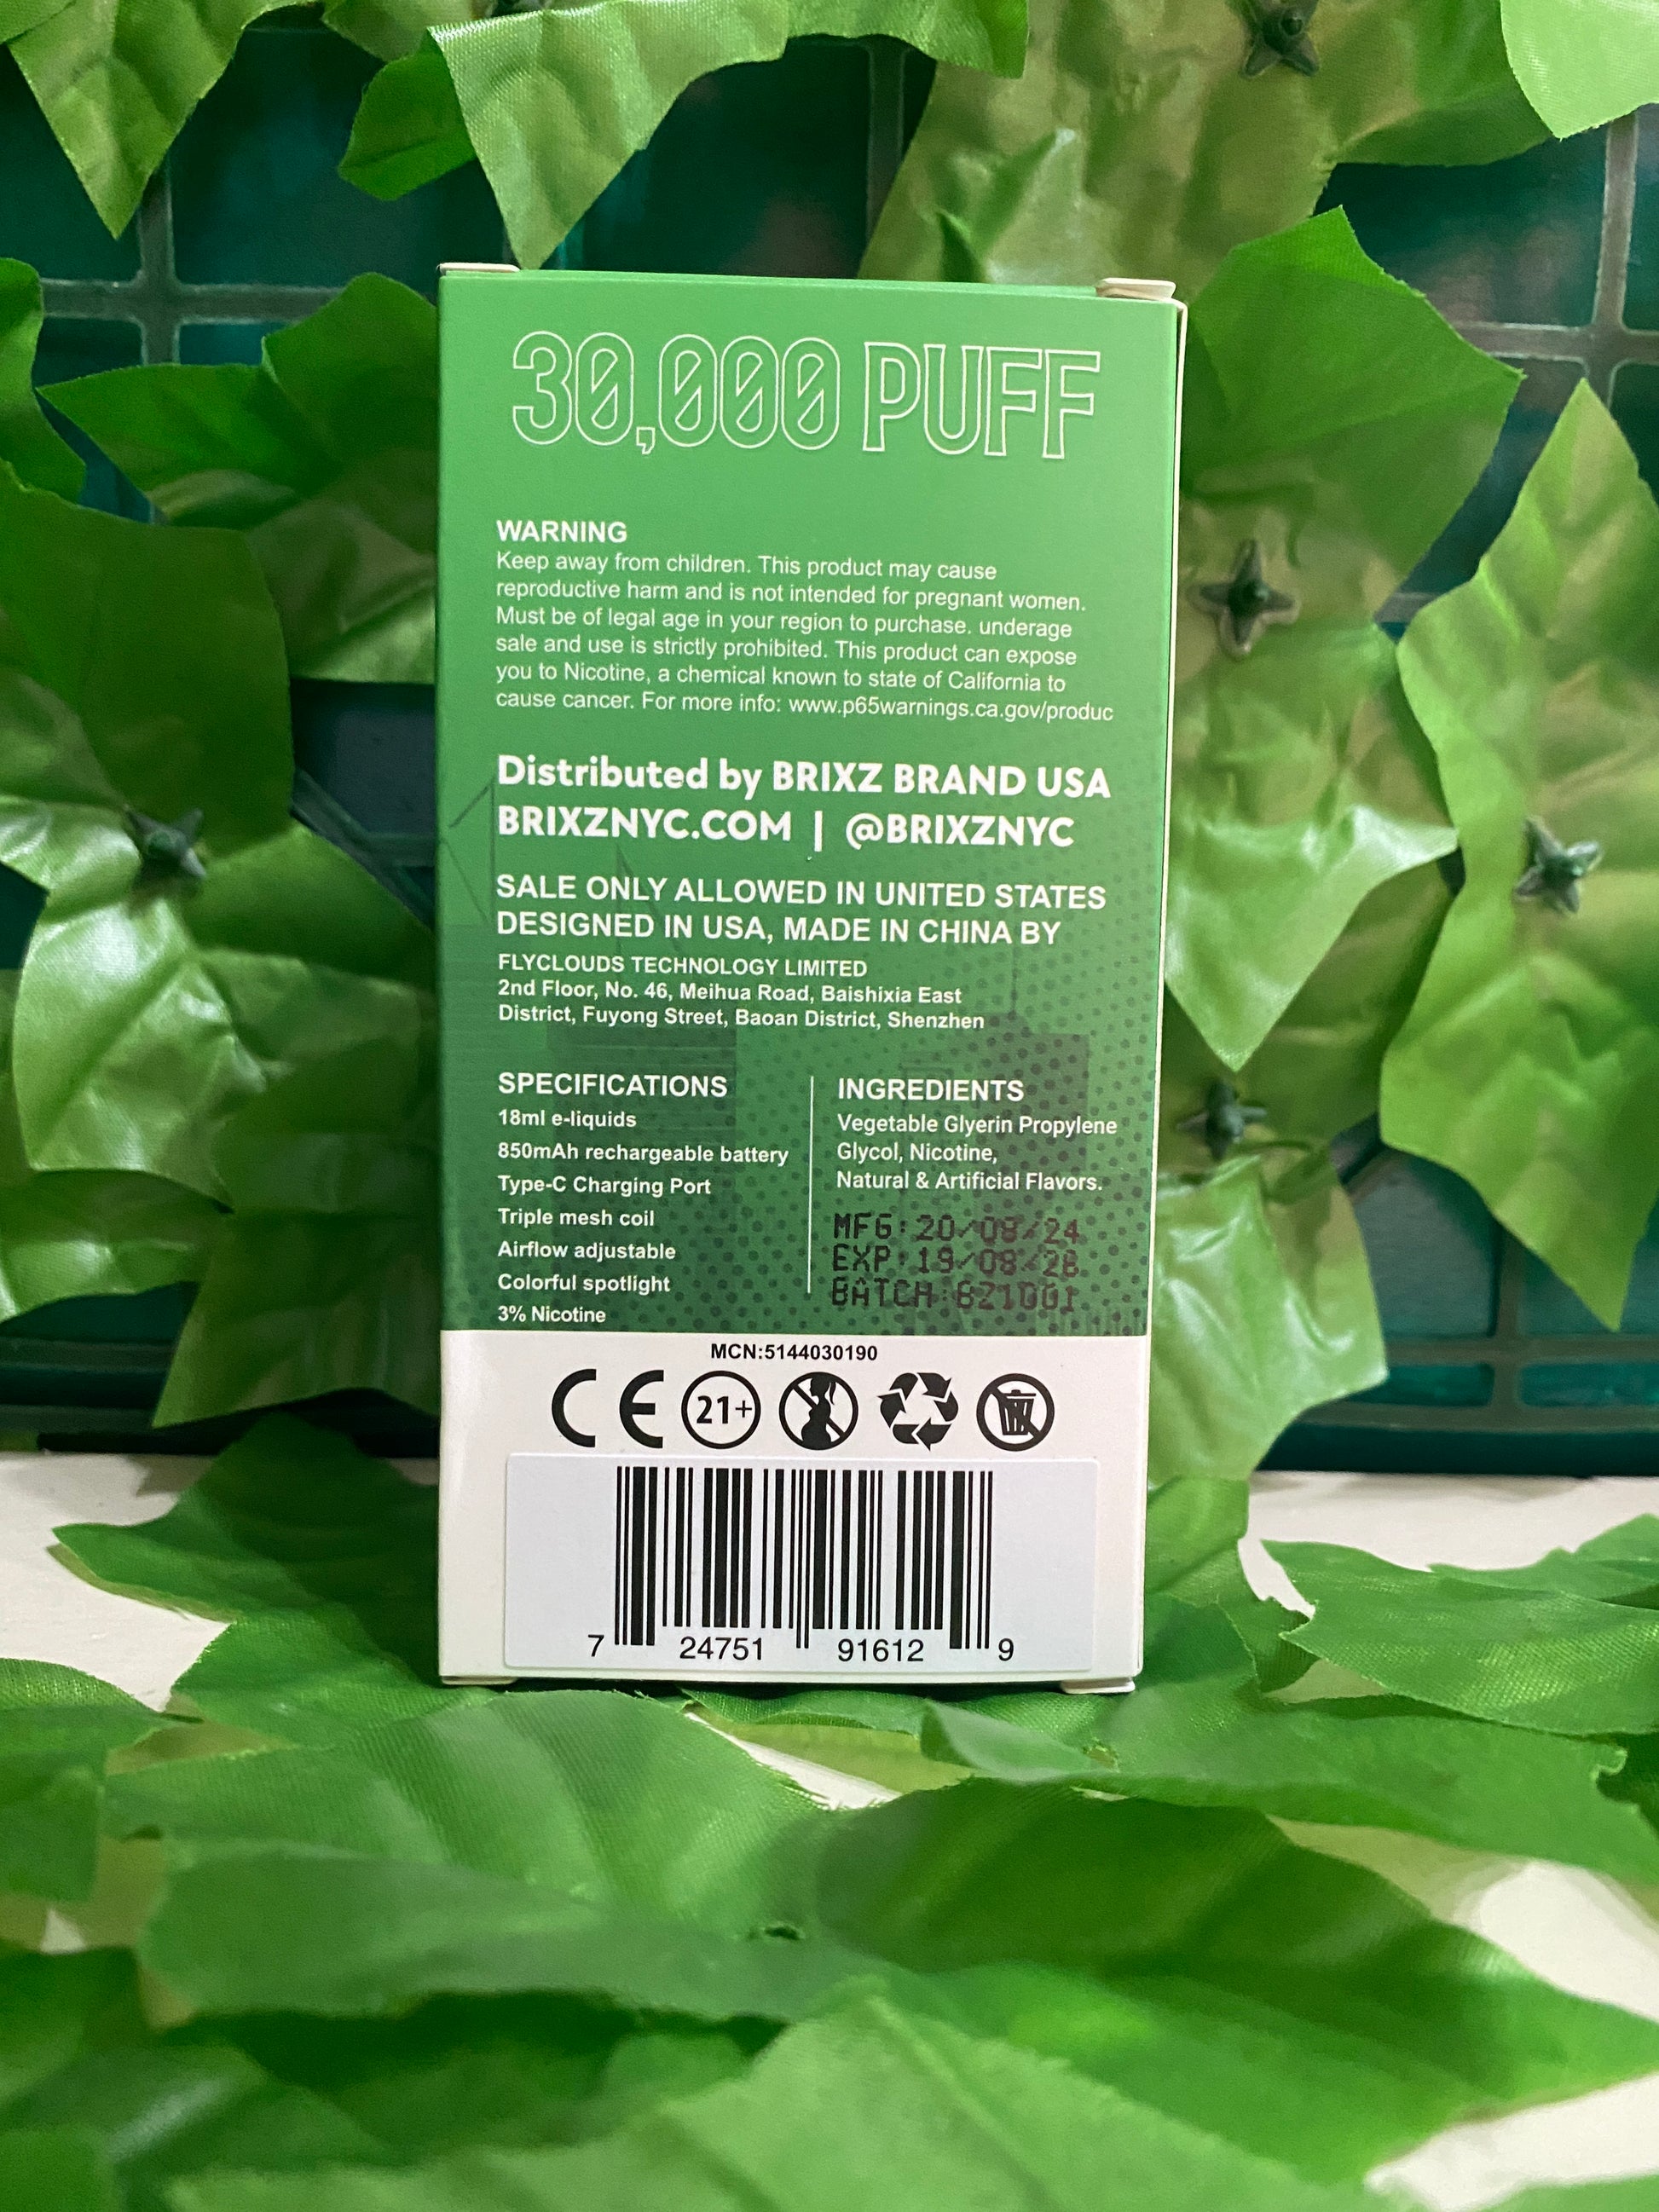 30,000 PUFF
WARNING
Keep away from children. This product may cause
reproductive harm and is not intended for pregnant women.
Must be of legal age in your region to purchase. underage
sale and use is strictly prohibited. This product can expose
you to Nicotine, a chemical known to state of California to
cause cancer. For more info: www.p65warnings.ca.gov/produc
Distributed by BRIXZ BRAND USA
BRIXZNYC.COM | @BRIXZNYC
SALE ONLY ALLOWED IN UNITED STATES
DESIGNED IN USA, MADE IN CHINA BY
FLYCLOUDS TECHNOLOGY LIMITED
2nd Floor, No. 46, Meihua Road, Baishixia East
District, Fuyong Street, Baoan District, Shenzhen
SPECIFICATIONS
18ml e-liquids
850mAh rechargeable battery
Type-C Charging Port
Triple mesh coil
Airflow adjustable
Colorful spotlight
3% Nicotine
INGREDIENTS
Vegetable Glyerin Propylene
Glycol, Nicotine,
Natural & Artificial Flavors.
MFG: 20/08/24
EXP: 19/08/
BATCH:
MCN:5144030190
CE 21+
7 24751 91612 9